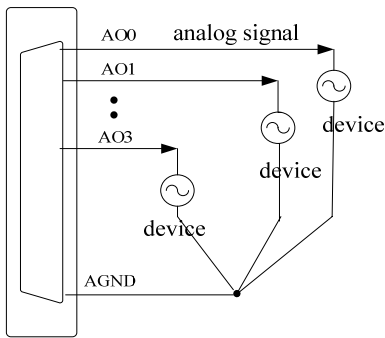 AO0 analog signal
AO1
device
AO3
device
device
AGND